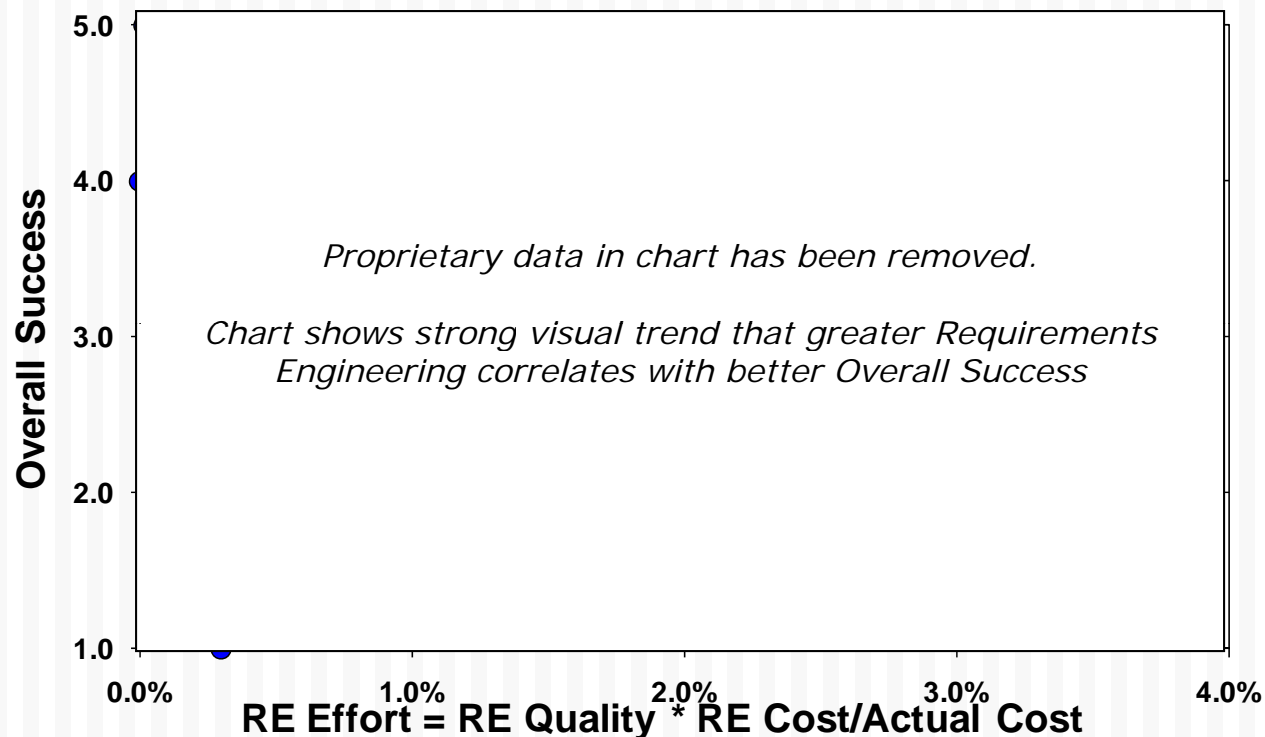 5.0
4.0
3.0
2.0
1.0
Overall Success
Proprietary data in chart has been removed.
Chart shows strong visual trend that greater Requirements
Engineering correlates with better Overall Success
0.0% 1.0% 2.0% 3.0% 4.0%
RE Effort = RE Quality * RE Cost/Actual Cost